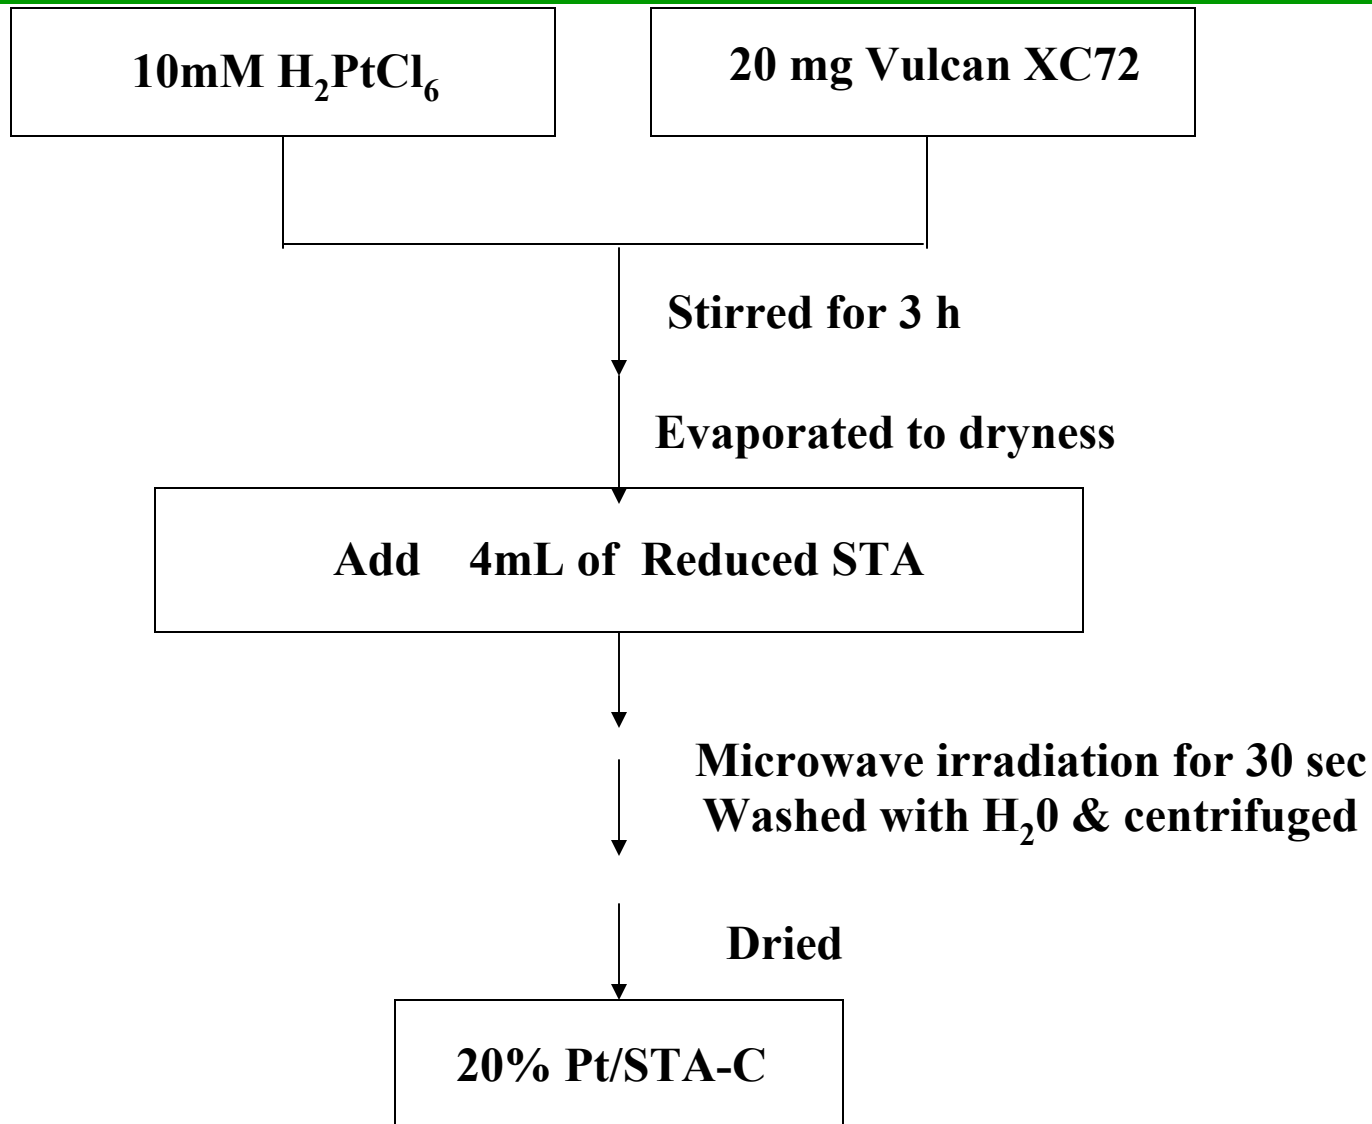 10mM H₂PtCl₆
20 mg Vulcan XC72
Stirred for 3 h
Evaporated to dryness
Add 4mL of Reduced STA
Microwave irradiation for 30 sec
Washed with H₂0 & centrifuged
Dried
20% Pt/STA-C